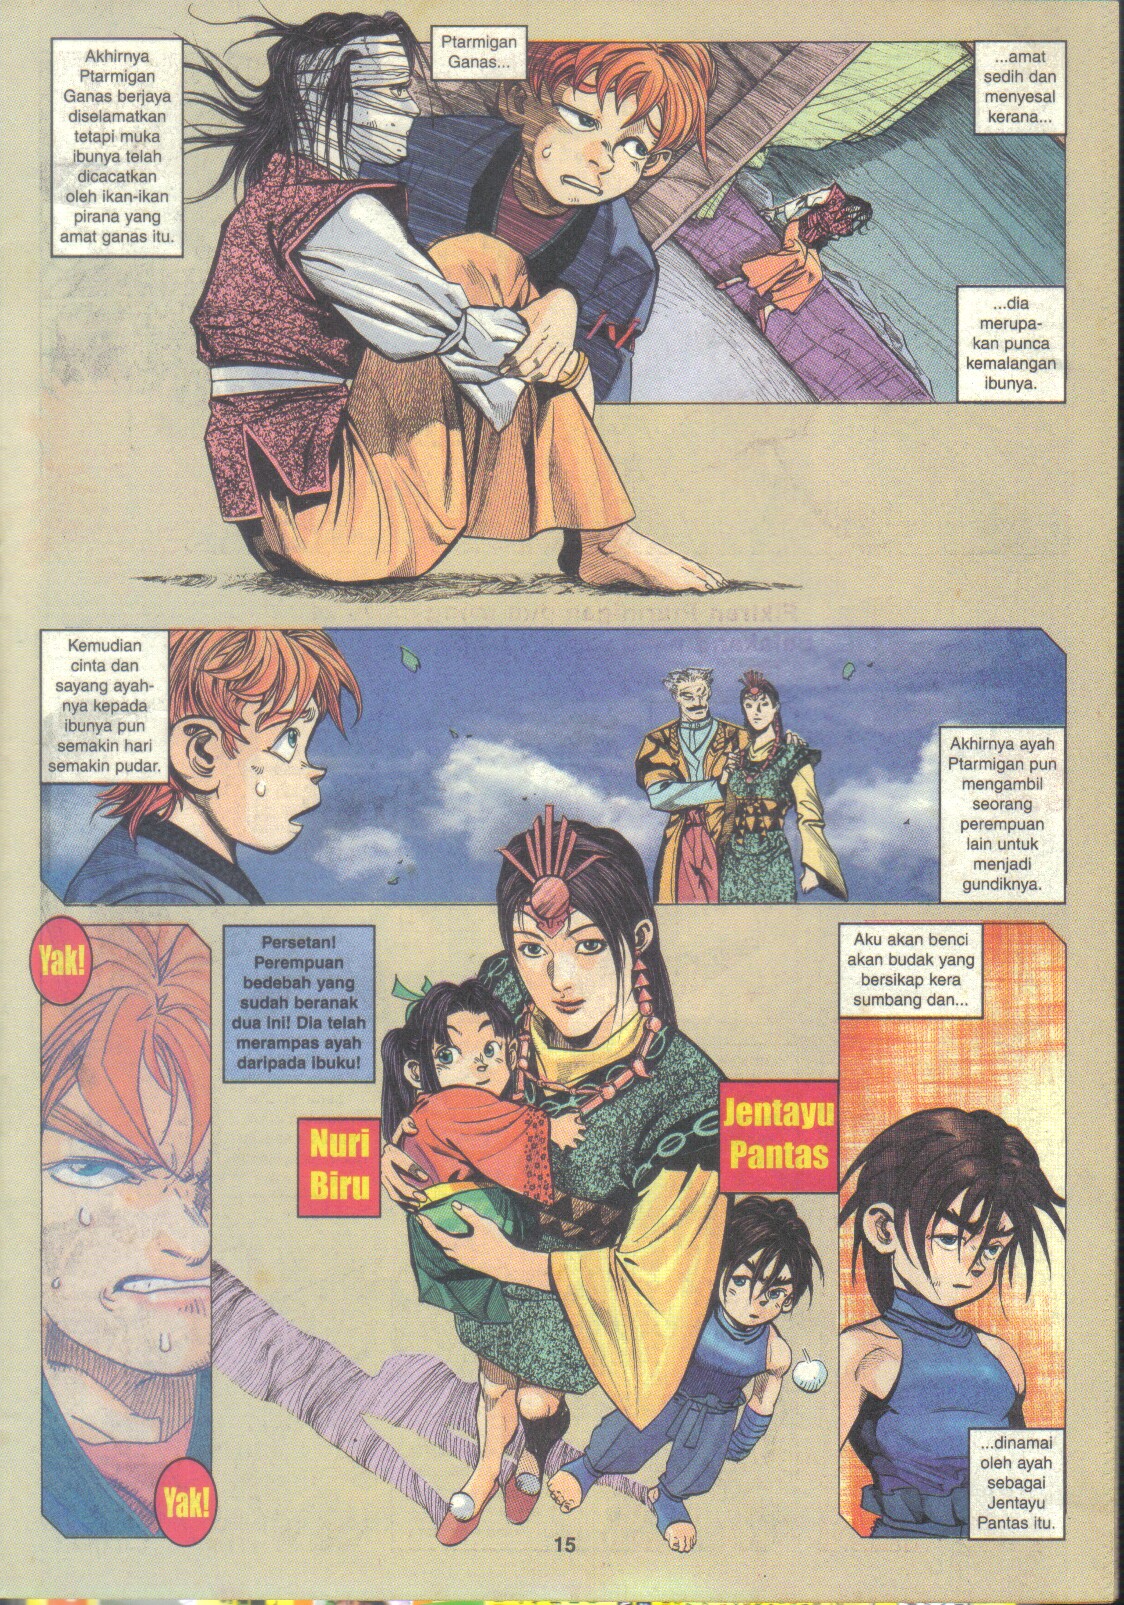 Akhirnya
Ptarmigan
Ganas berjaya
diselamatkan
tetapi muka
ibunya telah
dicacatkan
oleh ikan-ikan
pirana yang
amat ganas itu.
Ptarmigan
Ganas...
...amat
sedih dan
menyesal
kerana...
...dia
merupa-
kan punca
kemalangan
ibunya.
Kemudian
cinta dan
sayang ayah-
nya kepada
ibunya pun
semakin hari
semakin pudar.
Akhirnya ayah
Ptarmigan pun
mengambil
seorang
perempuan
lain untuk
menjadi
gundiknya.
Yak!
Persetan!
Perempuan
bedebah yang
sudah beranak
dua ini! Dia telah
merampas ayah
daripada ibuku!
Nuri
Biru
Jentayu
Pantas
Aku akan benci
akan budak yang
bersikap kera
sumbang dan...
...dinamai
oleh ayah
sebagai
Jentayu
Pantas itu.
Yak!
15